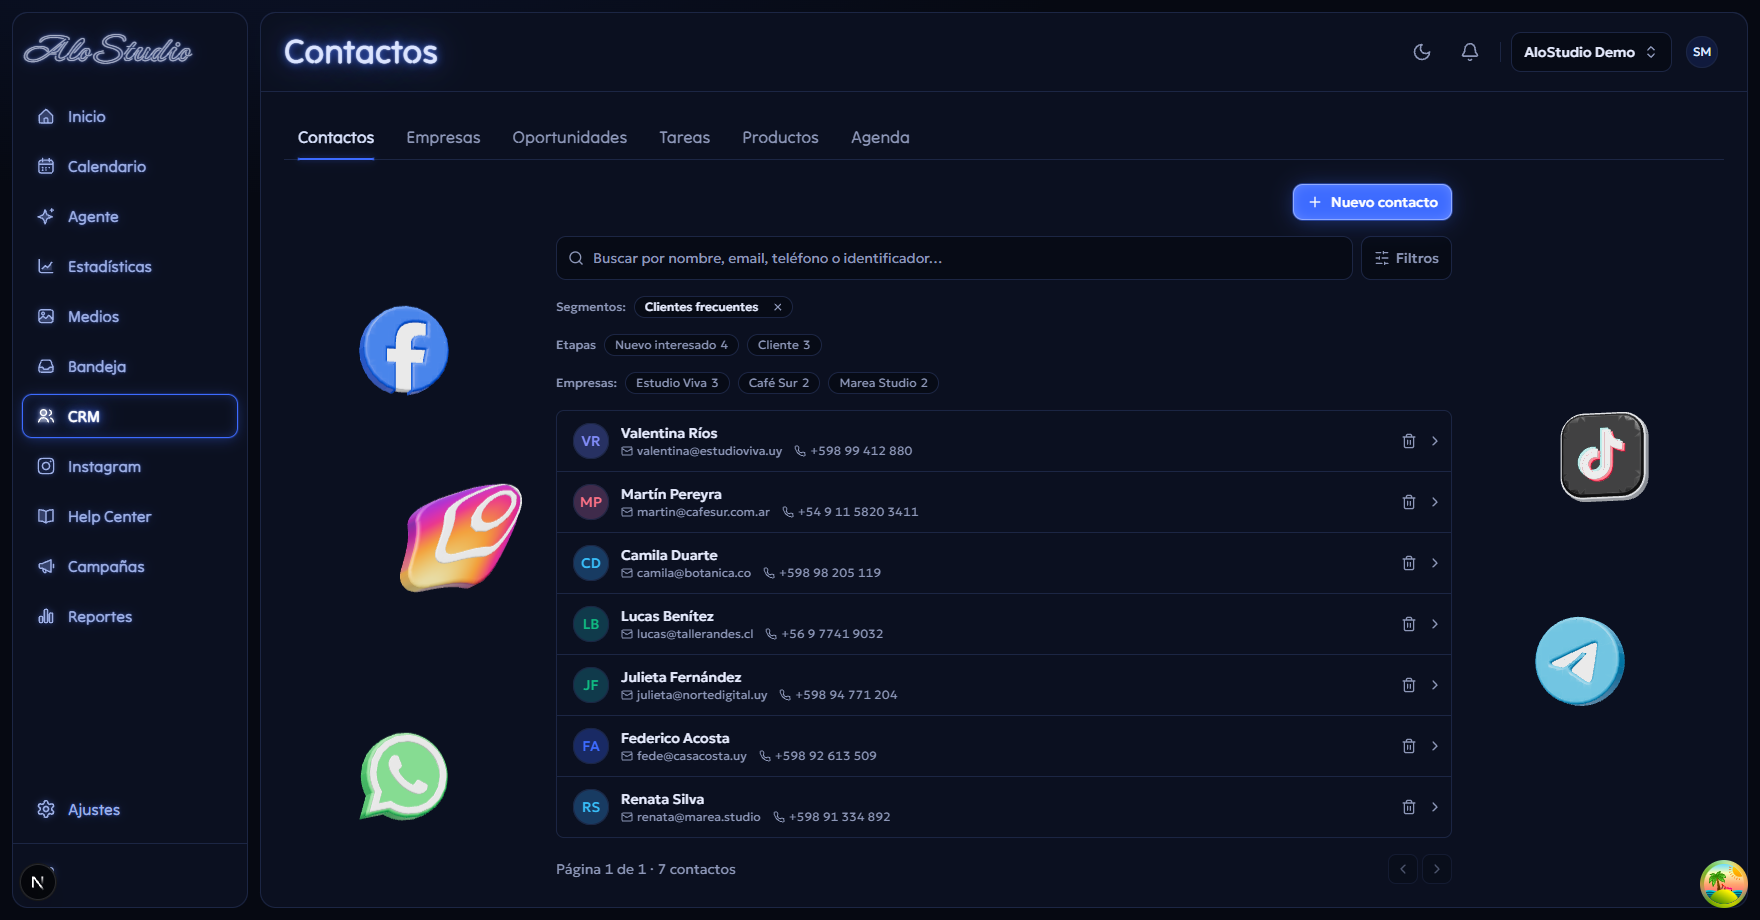 AloStudio
Inicio
Calendario
Agente
Estadísticas
Medios
Bandeja
CRM
Instagram
Help Center
Campañas
Reportes
Ajustes
N
Contactos
AloStudio Demo
SM
Contactos Empresas Oportunidades Tareas Productos Agenda
+ Nuevo contacto
Buscar por nombre, email, teléfono o identificador...
Filtros
Segmentos: Clientes frecuentes ×
Etapas Nuevo interesado 4 Cliente 3
Empresas: Estudio Viva 3 Café Sur 2 Marea Studio 2
VR Valentina Ríos
valentina@estudioviva.uy +598 99 412 880
MP Martín Pereyra
martin@cafesur.com.ar +54 9 11 5820 3411
CD Camila Duarte
camila@botanica.co +598 98 205 119
LB Lucas Benítez
lucas@tallerandes.cl +56 9 7741 9032
JF Julieta Fernández
julieta@nortedigital.uy +598 94 771 204
FA Federico Acosta
fede@casacosta.uy +598 92 613 509
RS Renata Silva
renata@marea.studio +598 91 334 892
Página 1 de 1 · 7 contactos